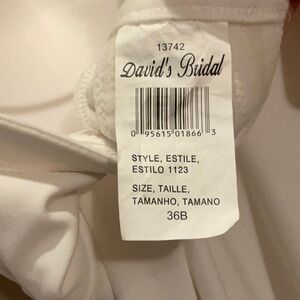 13742
David's Bridal
0 95615 01866 3
STYLE, ESTILE,
ESTILO 1123
SIZE, TAILLE,
TAMANHO, TAMANO
36B